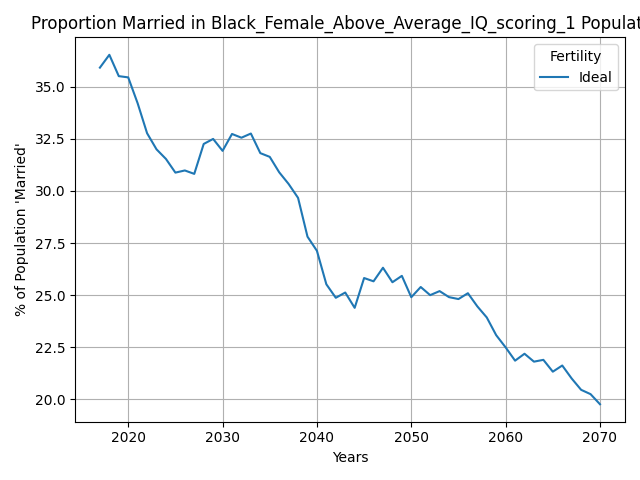 Proportion Married in Black_Female_Above_Average_IQ_scoring_1 Populat
Fertility
Ideal
% of Population 'Married'
35.0
32.5
30.0
27.5
25.0
22.5
20.0
2020 2030 2040 2050 2060 2070
Years